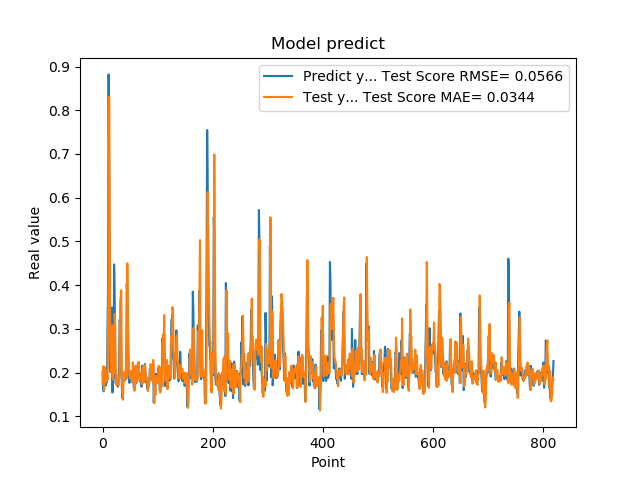 Model predict
Predict y... Test Score RMSE= 0.0566
Test y... Test Score MAE= 0.0344
0.9
0.8
0.7
0.6
0.5
0.4
0.3
0.2
0.1
Real value
0 200 400 600 800
Point